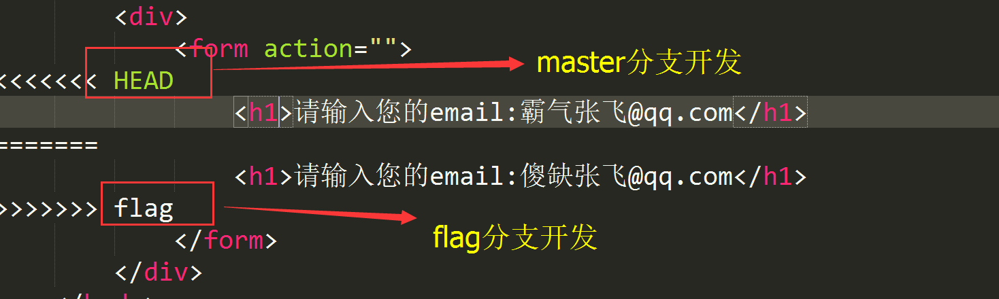 <div>
<form action="">
<<<<<<< HEAD
master分支开发
<h1>请输入您的email:霸气张飞@qq.com</h1>
=======
<h1>请输入您的email:傻缺张飞@qq.com</h1>
>>>>>>> flag
flag分支开发
</form>
</div>